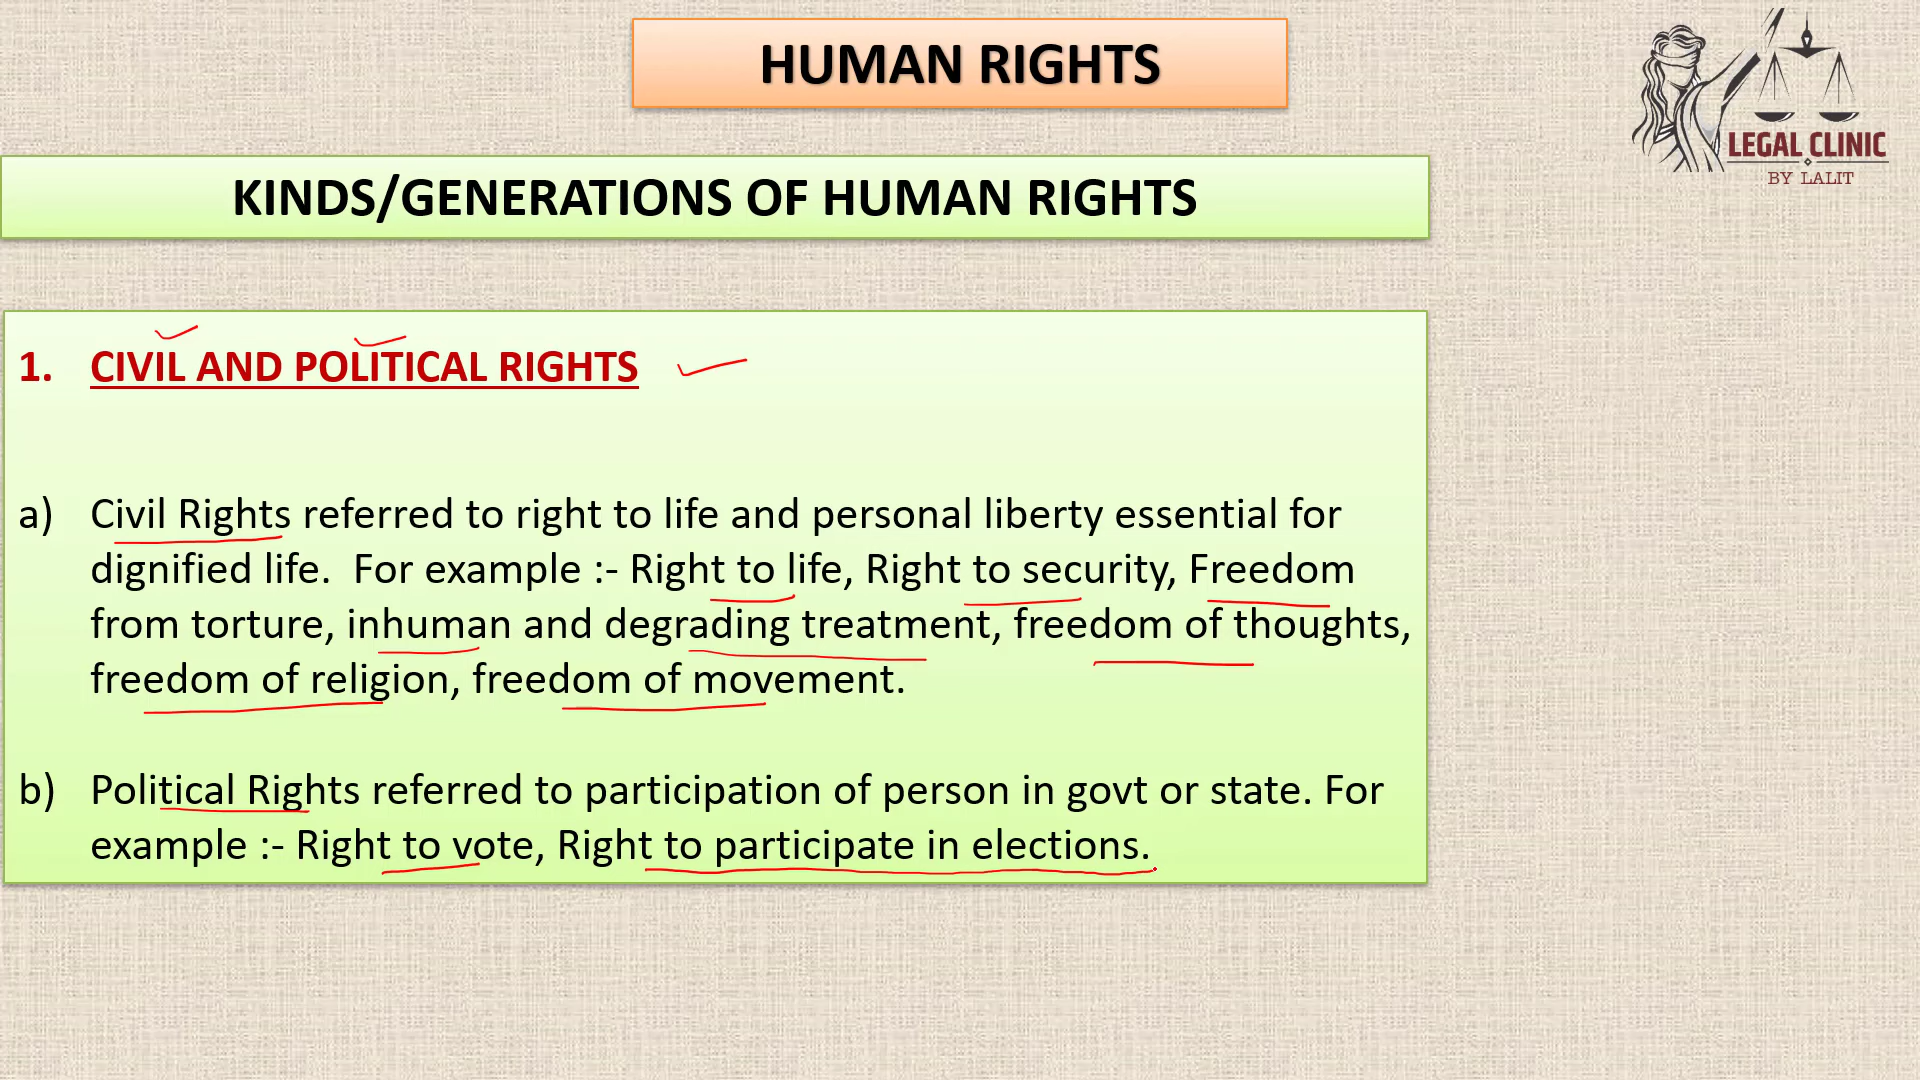 HUMAN RIGHTS
LEGAL CLINIC
BY LALIT
KINDS/GENERATIONS OF HUMAN RIGHTS
1. CIVIL AND POLITICAL RIGHTS
a) Civil Rights referred to right to life and personal liberty essential for
dignified life. For example :- Right to life, Right to security, Freedom
from torture, inhuman and degrading treatment, freedom of thoughts,
freedom of religion, freedom of movement.
b) Political Rights referred to participation of person in govt or state. For
example :- Right to vote, Right to participate in elections.